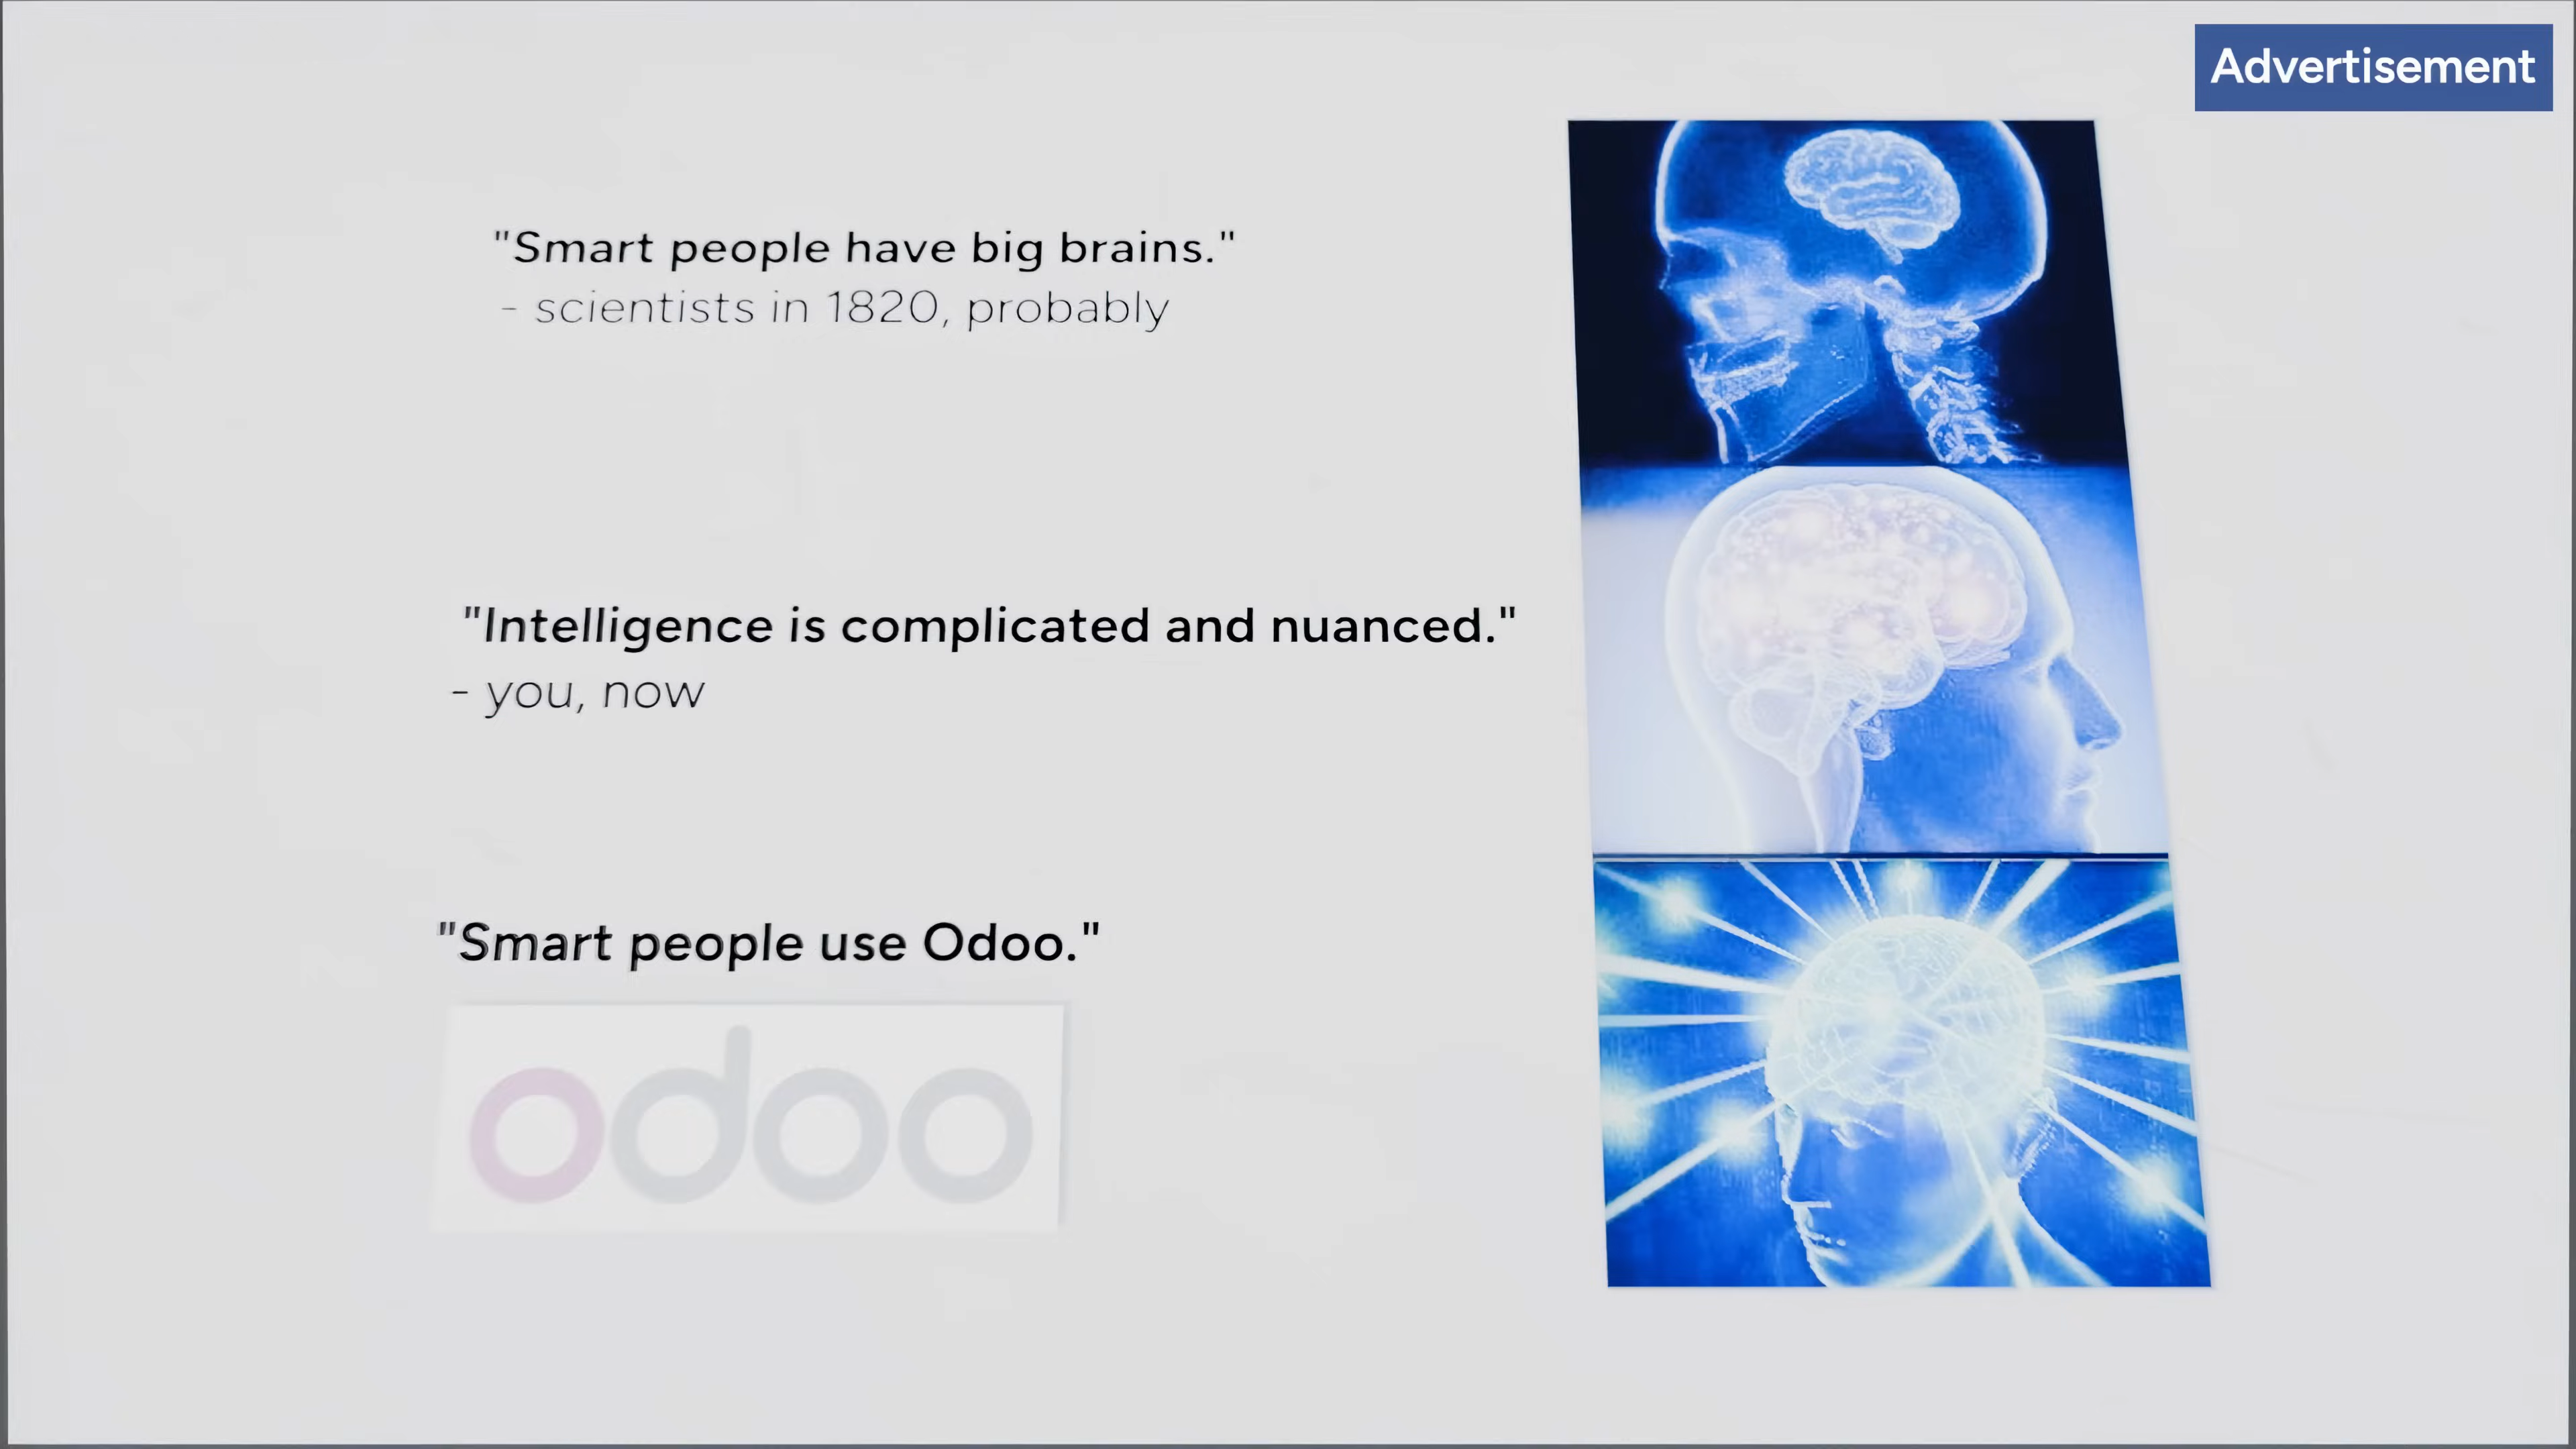 Advertisement
"Smart people have big brains."
- scientists in 1820, probably
"Intelligence is complicated and nuanced."
- you, now
"Smart people use Odoo."
odoo